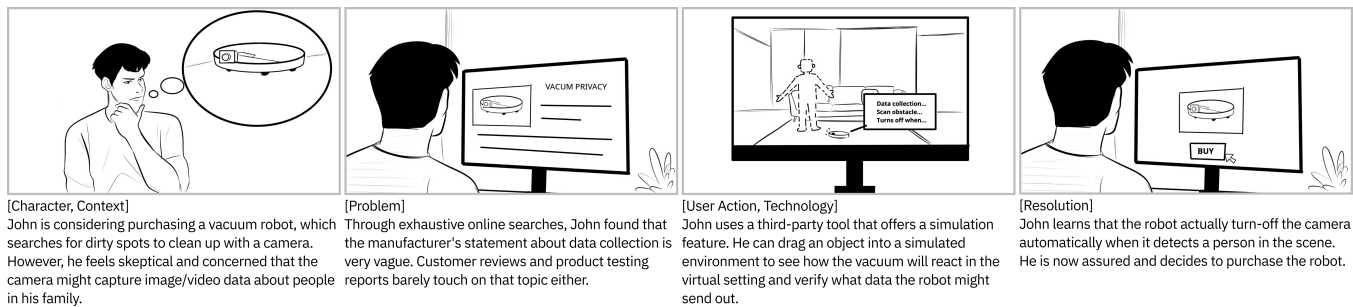 VACUM PRIVACY
Data collection...
Scan obstacle...
Turns off when...
BUY
[Character, Context]
John is considering purchasing a vacuum robot, which
searches for dirty spots to clean up with a camera.
However, he feels skeptical and concerned that the
camera might capture image/video data about people
in his family.
[Problem]
Through exhaustive online searches, John found that
the manufacturer's statement about data collection is
very vague. Customer reviews and product testing
reports barely touch on that topic either.
[User Action, Technology]
John uses a third-party tool that offers a simulation
feature. He can drag an object into a simulated
environment to see how the vacuum will react in the
virtual setting and verify what data the robot might
send out.
[Resolution]
John learns that the robot actually turn-off the camera
automatically when it detects a person in the scene.
He is now assured and decides to purchase the robot.